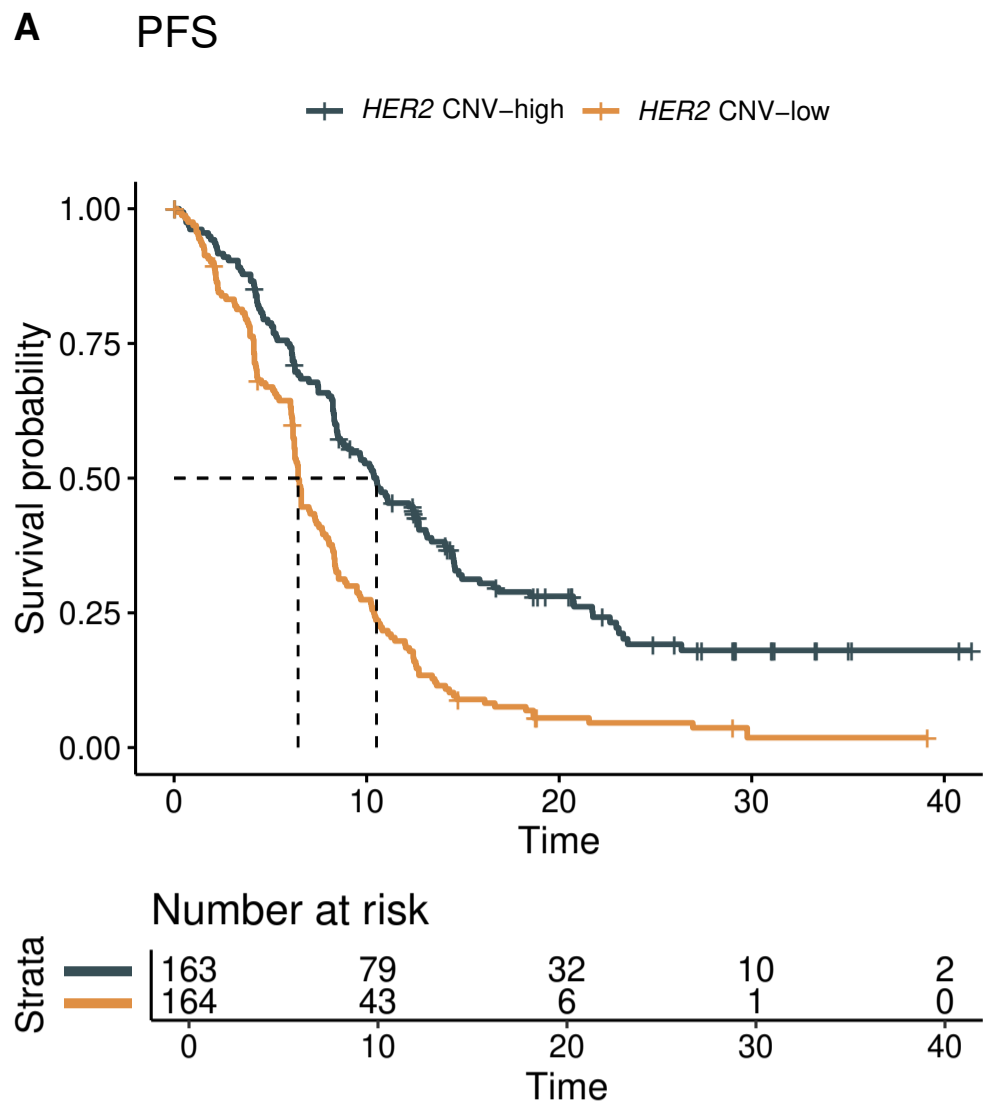 A PFS
HER2 CNV–high HER2 CNV–low
Survival probability
1.00
0.75
0.50
0.25
0.00
0 10 20 30 40
Time
Number at risk
Strata
163 79 32 10 2
164 43 6 1 0
0 10 20 30 40
Time